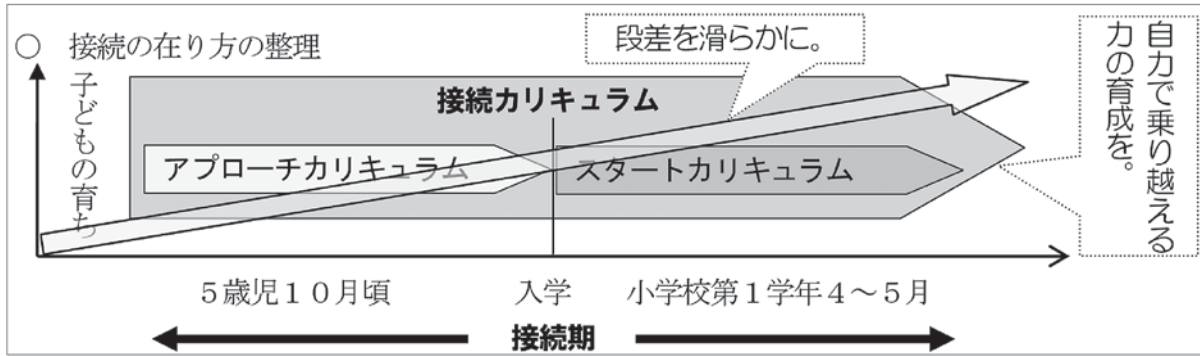 ○ 接続の在り方の整理
段差を滑らかに。
自力で乗り越える
力の育成を。
子どもの育ち
接続カリキュラム
アプローチカリキュラム
スタートカリキュラム
5歳児10月頃
入学
小学校第1学年4～5月
接続期